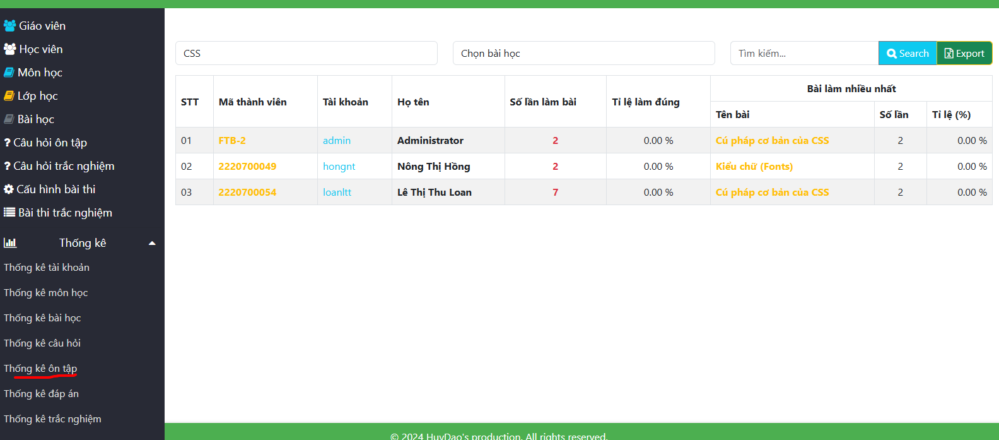 Giáo viên
Học viên
Môn học
Lớp học
Bài học
? Câu hỏi ôn tập
? Câu hỏi trắc nghiệm
Cấu hình bài thi
Bài thi trắc nghiệm
Thống kê
Thống kê tài khoản
Thống kê môn học
Thống kê bài học
Thống kê câu hỏi
Thống kê ôn tập
Thống kê đáp án
Thống kê trắc nghiệm
CSS Chọn bài học Tìm kiếm... Search Export
STT Mã thành viên Tài khoản Họ tên Số lần làm bài Tỉ lệ làm đúng Bài làm nhiều nhất
Tên bài Số lần Tỉ lệ (%)
01 FTB-2 admin Administrator 2 0.00 % Cú pháp cơ bản của CSS 2 0.00 %
02 2220700049 hongnt Nông Thị Hồng 2 0.00 % Kiểu chữ (Fonts) 2 0.00 %
03 2220700054 loanltt Lê Thị Thu Loan 7 0.00 % Cú pháp cơ bản của CSS 2 0.00 %
© 2024 HuyDao's production. All rights reserved.